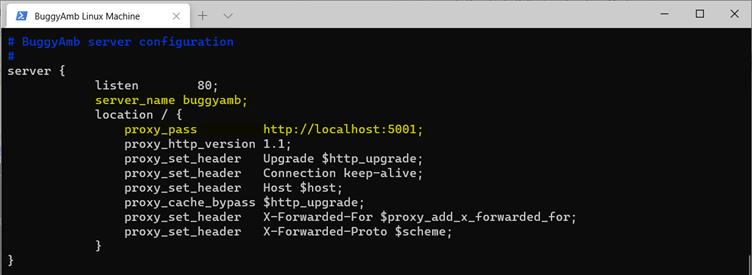 BuggyAmb Linux Machine
# BuggyAmb server configuration
#
server {
listen 80;
server_name buggyamb;
location / {
proxy_pass http://localhost:5001;
proxy_http_version 1.1;
proxy_set_header Upgrade $http_upgrade;
proxy_set_header Connection keep-alive;
proxy_set_header Host $host;
proxy_cache_bypass $http_upgrade;
proxy_set_header X-Forwarded-For $proxy_add_x_forwarded_for;
proxy_set_header X-Forwarded-Proto $scheme;
}
}